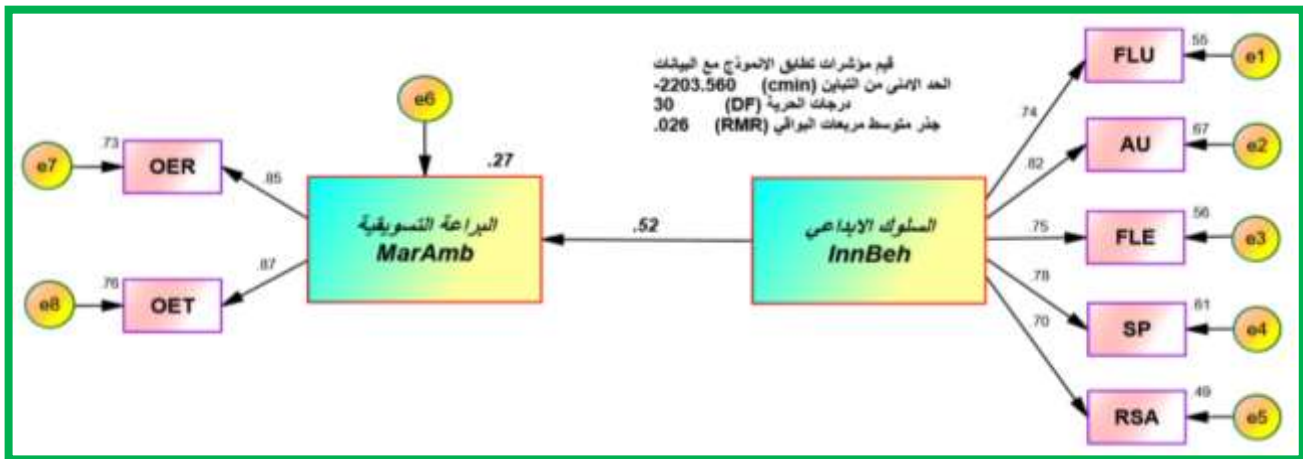 قيم مؤشرات تطابق الانموذج مع البيانات
الحد الادنى من التباين (cmin) -2203.560
درجات الحرية (DF) 30
جذر متوسط مربعات البواقي (RMR) .026
e6
.27
e7
.73
OER
.85
e8
.76
OET
.87
البراعة التسويقية
MarAmb
.52
السلوك الابداعي
InnBeh
.74
FLU
.55
e1
.82
AU
.67
e2
.75
FLE
.56
e3
.78
SP
.61
e4
.70
RSA
.49
e5